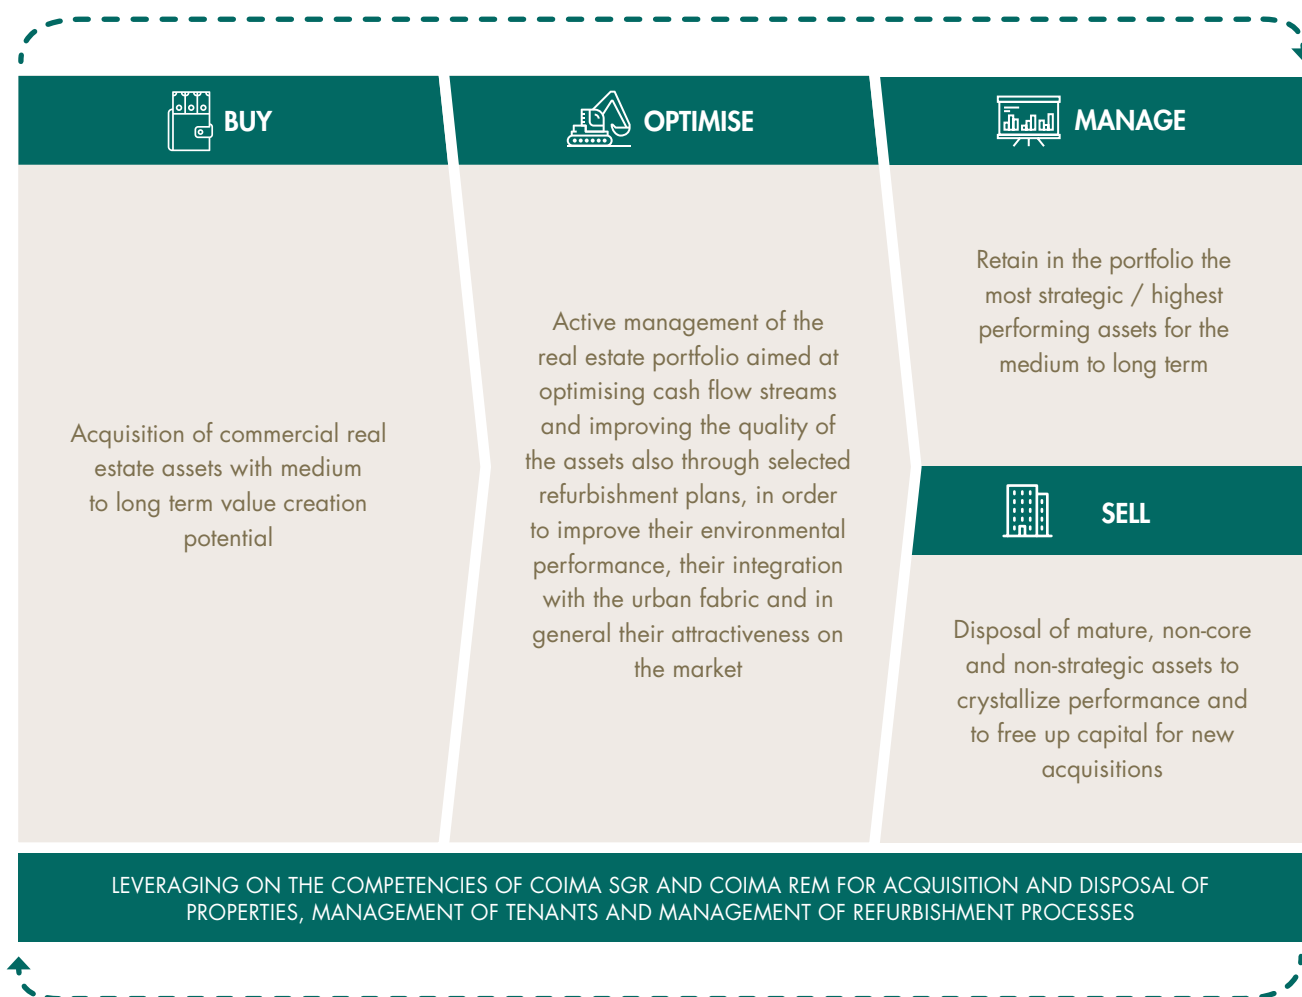 BUY
Acquisition of commercial real
estate assets with medium
to long term value creation
potential
OPTIMISE
Active management of the
real estate portfolio aimed at
optimising cash flow streams
and improving the quality of
the assets also through selected
refurbishment plans, in order
to improve their environmental
performance, their integration
with the urban fabric and in
general their attractiveness on
the market
MANAGE
Retain in the portfolio the
most strategic / highest
performing assets for the
medium to long term
SELL
Disposal of mature, non-core
and non-strategic assets to
crystallize performance and
to free up capital for new
acquisitions
LEVERAGING ON THE COMPETENCIES OF COIMA SGR AND COIMA REM FOR ACQUISITION AND DISPOSAL OF
PROPERTIES, MANAGEMENT OF TENANTS AND MANAGEMENT OF REFURBISHMENT PROCESSES